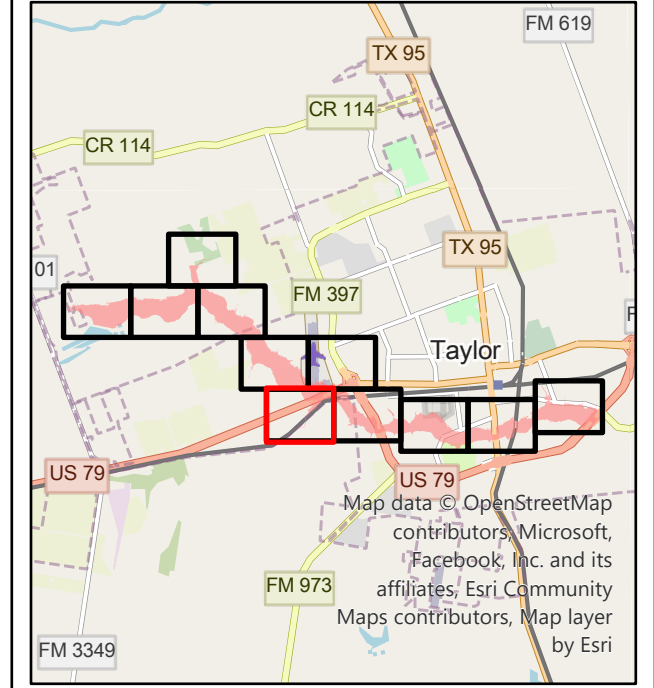 FM 619
TX 95
CR 114
CR 114
TX 95
01
FM 397
F
Taylor
US 79
US 79
Map data © OpenStreetMap
contributors, Microsoft,
Facebook, Inc. and its
affiliates, Esri Community
Maps contributors, Map layer
by Esri
FM 973
FM 3349